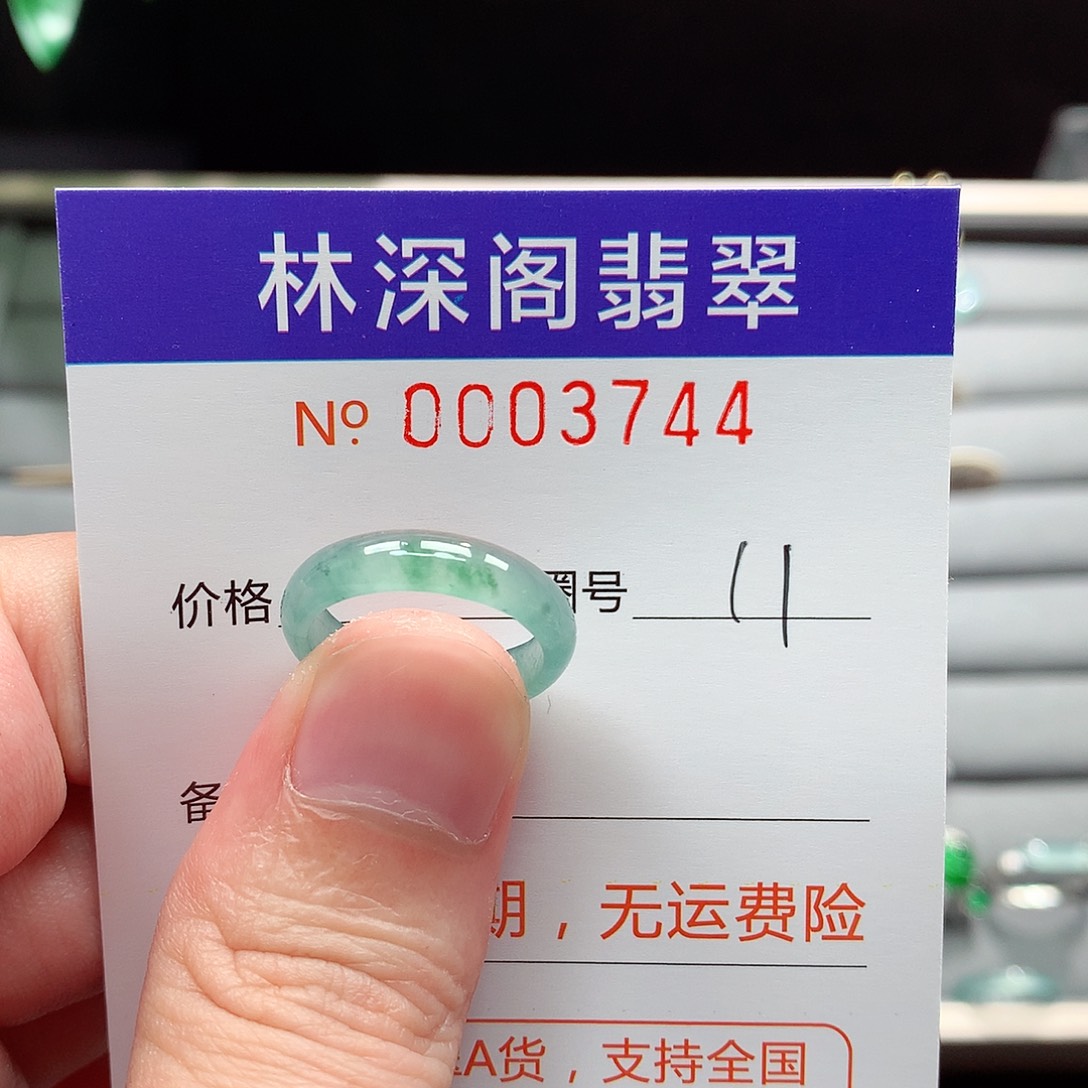 林深阁翡翠
Nº 0003744
价格 圈号 11
备
期，无运费险
A货，支持全国